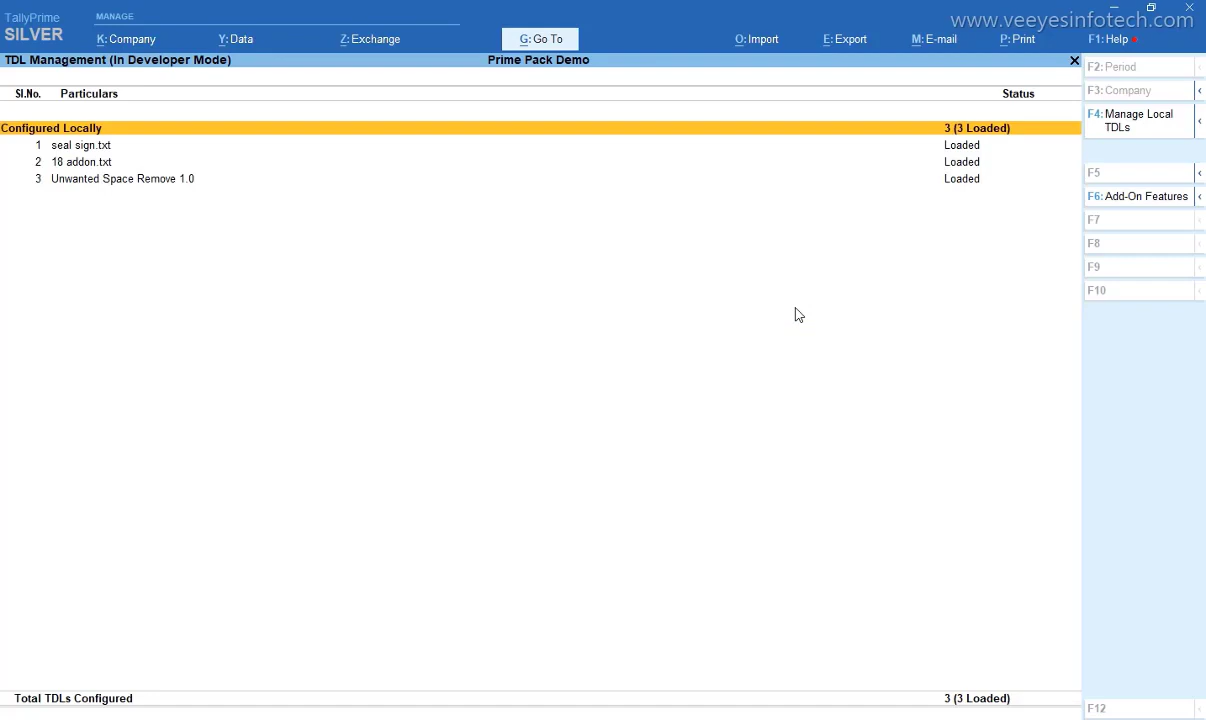 TallyPrime
SILVER
MANAGE
K:Company
Y:Data
Z:Exchange
G:Go To
O:Import
E:Export
M:E-mail
P:Print
F1:Help
www.veeyesinfotech.com
TDL Management (In Developer Mode)
Prime Pack Demo
Sl.No. Particulars Status
Configured Locally 3 (3 Loaded)
1 seal sign.txt Loaded
2 18 addon.txt Loaded
3 Unwanted Space Remove 1.0 Loaded
Total TDLs Configured 3 (3 Loaded)
F2:Period
F3:Company
F4:Manage Local
TDLs
F5
F6:Add-On Features
F7
F8
F9
F10
F12